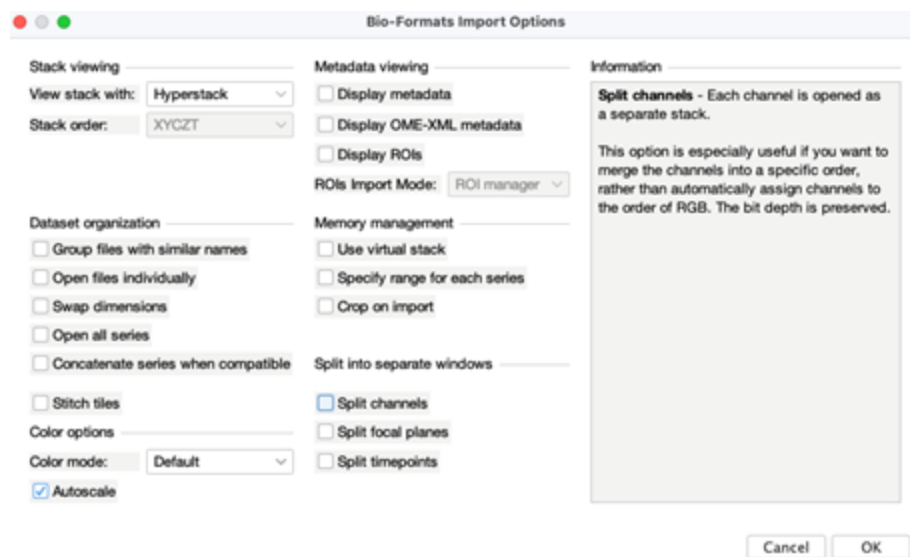 Bio-Formats Import Options
Stack viewing
View stack with: Hyperstack
Stack order: XYCZT
Metadata viewing
Display metadata
Display OME-XML metadata
Display ROIs
ROIs Import Mode: ROI manager
Information
Split channels - Each channel is opened as
a separate stack.
This option is especially useful if you want to
merge the channels into a specific order,
rather than automatically assign channels to
the order of RGB. The bit depth is preserved.
Dataset organization
Group files with similar names
Open files individually
Swap dimensions
Open all series
Concatenate series when compatible
Stitch tiles
Memory management
Use virtual stack
Specify range for each series
Crop on import
Split into separate windows
Split channels
Split focal planes
Split timepoints
Color options
Color mode: Default
Autoscale
Cancel OK